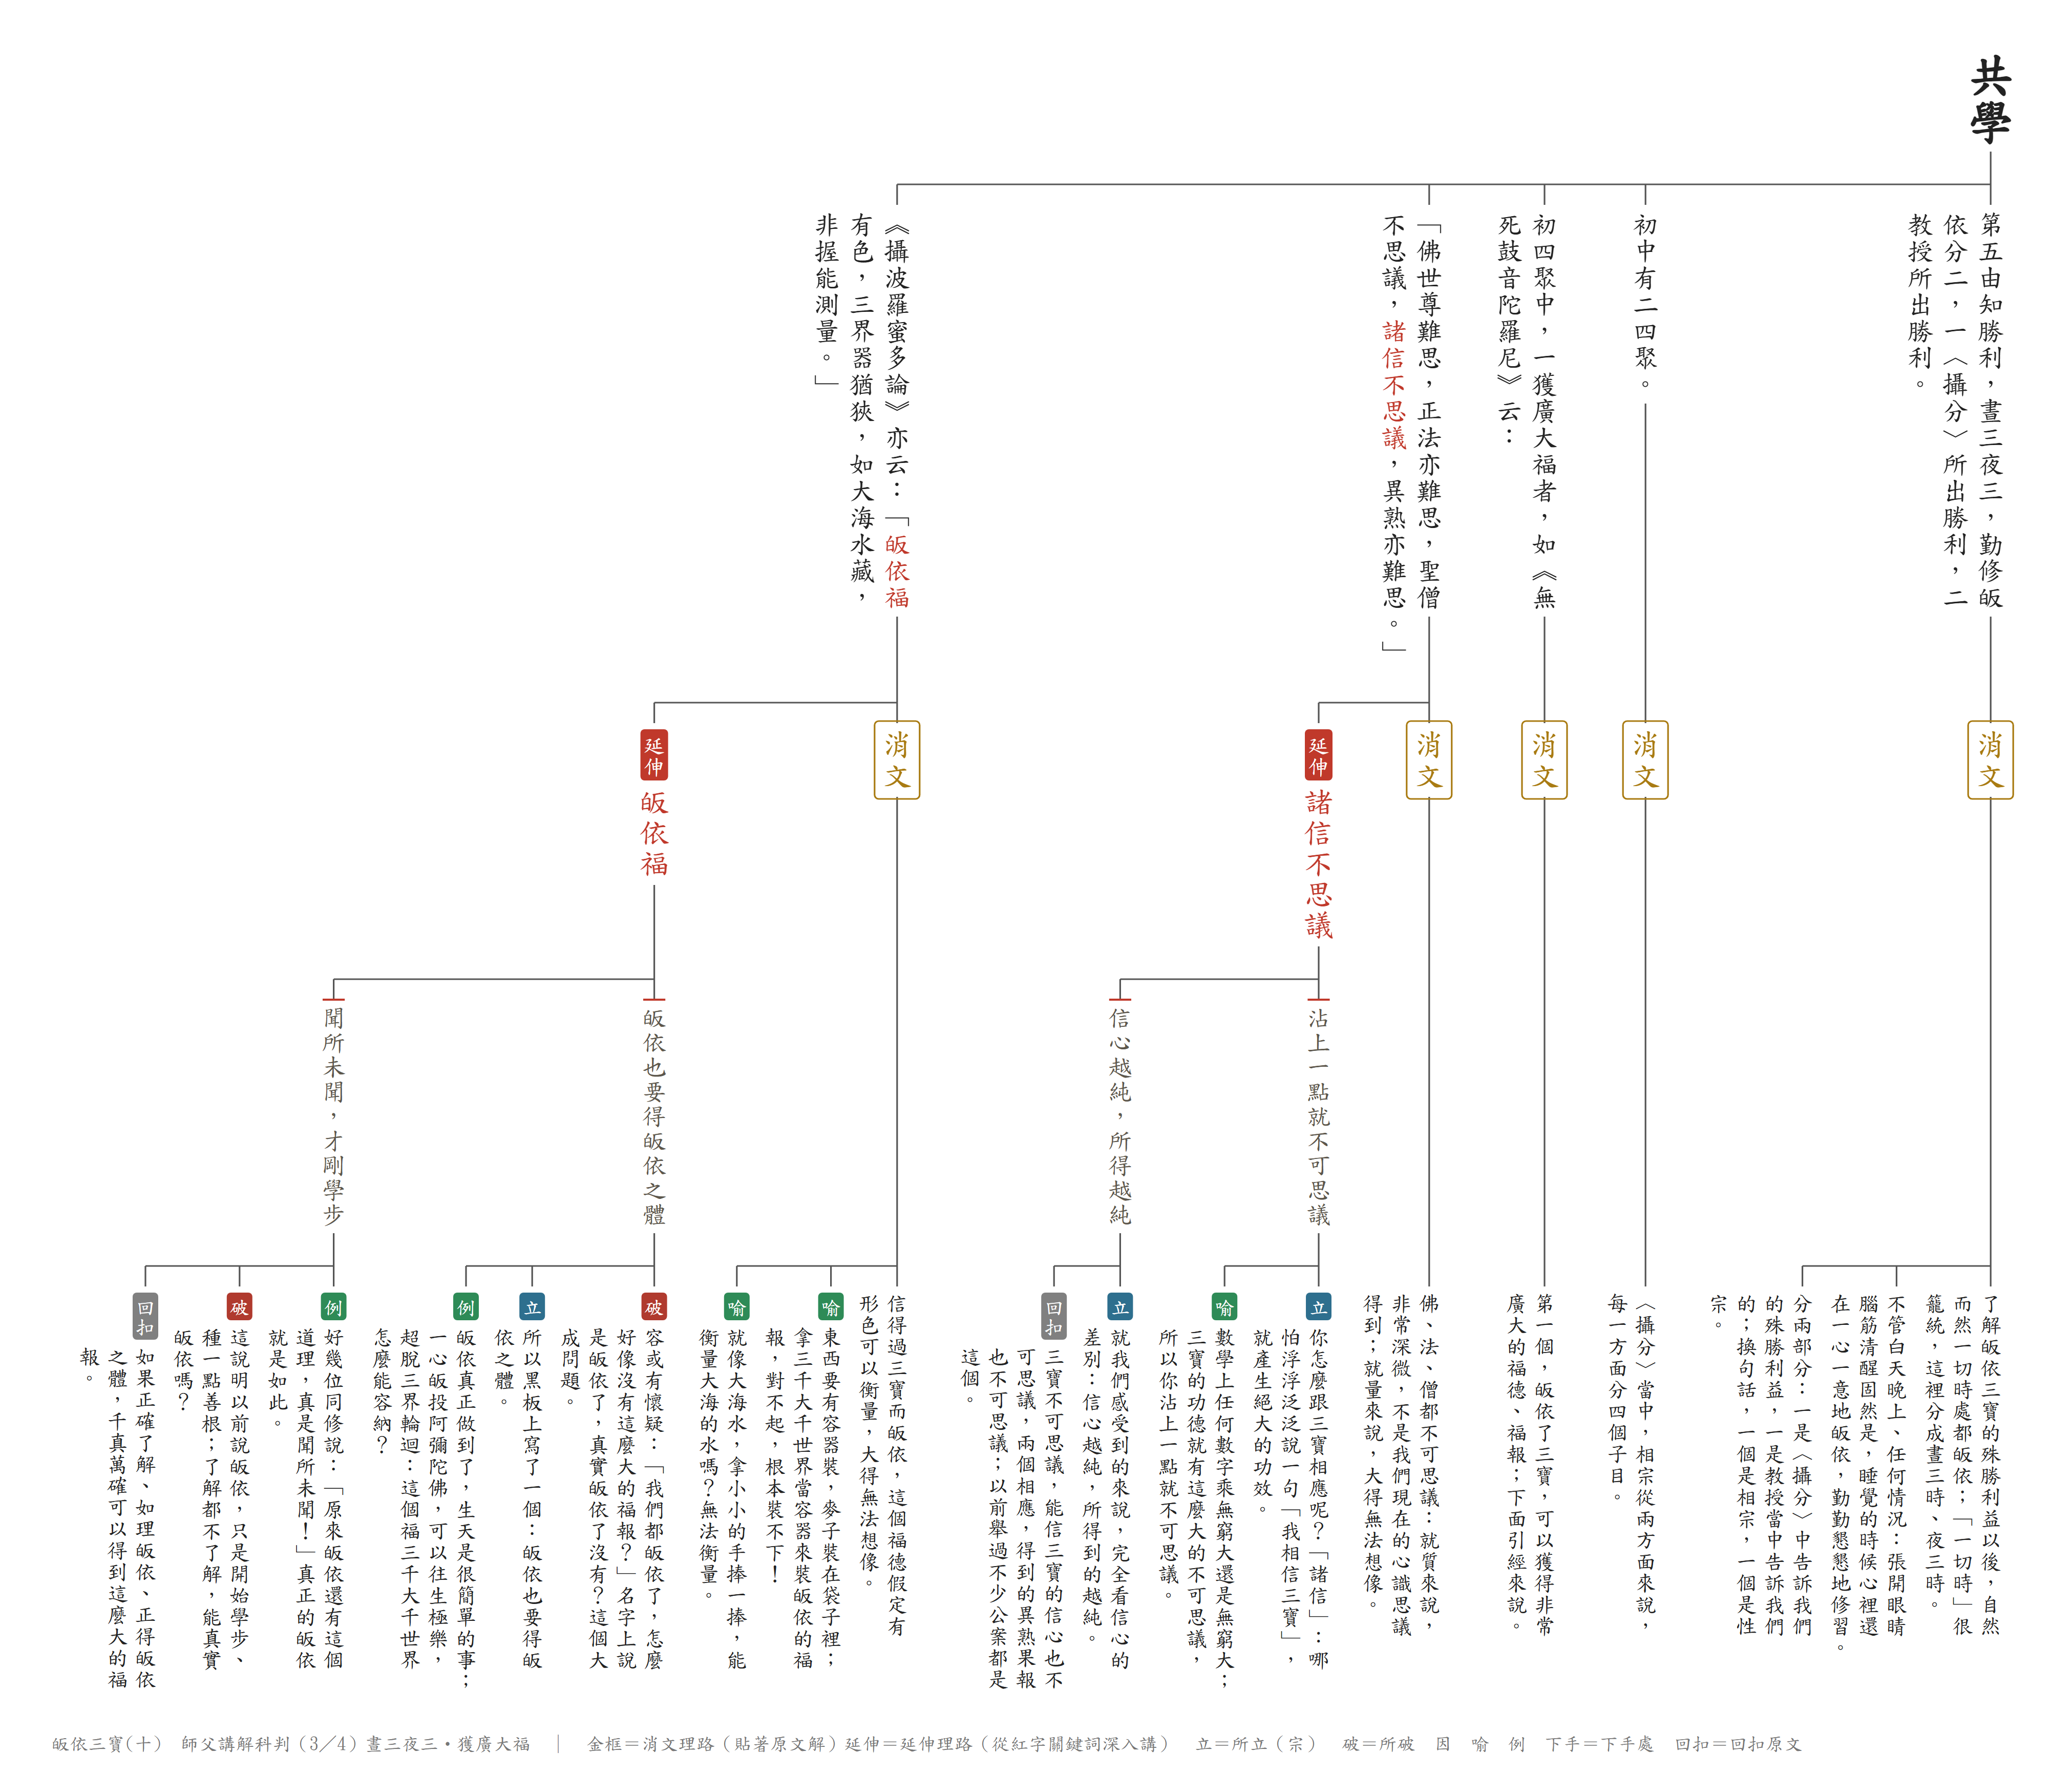 共學
第五由知勝利，晝三夜三，勤修皈
依分二，一〈攝分〉所出勝利，二
教授所出勝利。
初中有二四聚。
初四聚中，一獲廣大福者，如《無
死鼓音陀羅尼》云：
「佛世尊難思，正法亦難思，聖僧
不思議，諸信不思議，異熟亦難思。」
《攝波羅蜜多論》亦云：「皈依福
有色，三界器猶狹，如大海水藏，
非握能測量。」
消文
消文
消文
消文
延伸
諸信不思議
消文
延伸
皈依福
沾上一點就不可思議
信心越純，所得越純
皈依也要得皈依之體
聞所未聞，才剛學步
了解皈依三寶的殊勝利益以後，自然
而然一切時處都皈依；「一切時」很
籠統，這裡分成晝三時、夜三時。
不管白天晚上、任何情況：張開眼睛
腦筋清醒固然是，睡覺的時候心裡還
在一心一意地皈依，勤勤懇懇地修習。
分兩部分：一是〈攝分〉中告訴我們
的殊勝利益，一是教授當中告訴我們
的；換句話，一個是相宗，一個是性
宗。
〈攝分〉當中，相宗從兩方面來說，
每一方面分四個子目。
第一個，皈依了三寶，可以獲得非常
廣大的福德、福報；下面引經來說。
佛、法、僧都不可思議：就質來說，
非常深微，不是我們現在的心識思議
得到；就量來說，大得無法想像。
立
你怎麼跟三寶相應呢？「諸信」：哪
怕浮浮泛泛說一句「我相信三寶」，
就產生絕大的功效。
喻
數學上任何數字乘無窮大還是無窮大；
三寶的功德就有這麼大的不可思議，
所以你沾上一點就不可思議。
立
就我們感受到的來說，完全看信心的
差別：信心越純，所得到的越純。
回扣
三寶不可思議，能信三寶的信心也不
可思議，兩個相應，得到的異熟果報
也不可思議；以前舉過不少公案都是
這個。
信得過三寶而皈依，這個福德假定有
形色可以衡量，大得無法想像。
喻
東西要有容器裝，麥子裝在袋子裡；
拿三千大千世界當容器來裝皈依的福
報，對不起，根本裝不下！
喻
就像大海水，拿小小的手捧一捧，能
衡量大海的水嗎？無法衡量。
破
容或有懷疑：「我們都皈依了，怎麼
好像沒有這麼大的福報？」名字上說
是皈依了，真實皈依了沒有？這個大
成問題。
立
所以黑板上寫了一個：皈依也要得皈
依之體。
例
皈依真正做到了，生天是很簡單的事；
一心皈投阿彌陀佛，可以往生極樂，
超脫三界輪迴：這個福三千大千世界
怎麼能容納？
例
好幾位同修說：「原來皈依還有這個
道理，真是聞所未聞！」真正的皈依
就是如此。
破
這說明以前說皈依，只是開始學步、
種一點善根；了解都不了解，能真實
皈依嗎？
回扣
如果正確了解、如理皈依、正得皈依
之體，千真萬確可以得到這麼大的福
報。
皈依三寶(十)　師父講解科判（3／4）晝三夜三・獲廣大福　｜　金框＝消文理路（貼著原文解）延伸＝延伸理路（從紅字關鍵詞深入講）　立＝所立（宗）　破＝所破　因　喻　例　下手＝下手處　回扣＝回扣原文